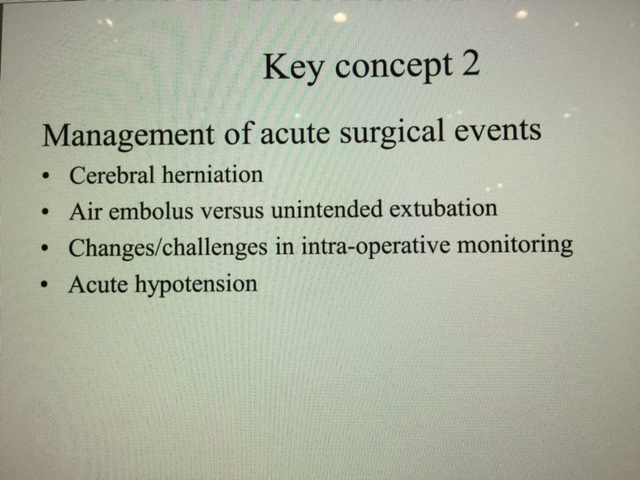 Key concept 2
Management of acute surgical events
• Cerebral herniation
• Air embolus versus unintended extubation
• Changes/challenges in intra-operative monitoring
• Acute hypotension